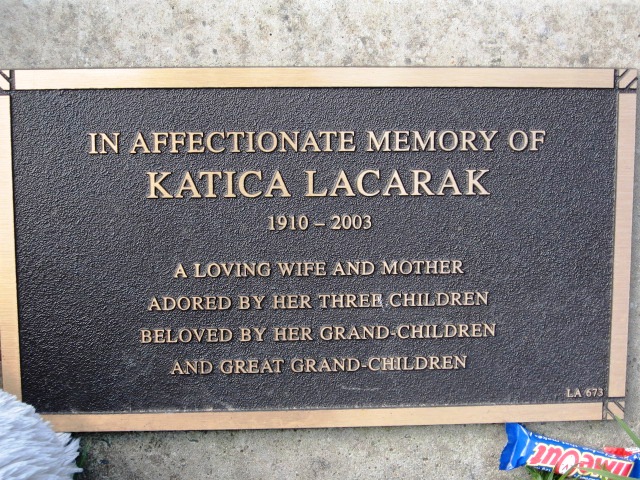 IN AFFECTIONATE MEMORY OF
KATICA LACARAK
1910 – 2003
A LOVING WIFE AND MOTHER
ADORED BY HER THREE CHILDREN
BELOVED BY HER GRAND-CHILDREN
AND GREAT GRAND-CHILDREN
LA 673
TimeOut